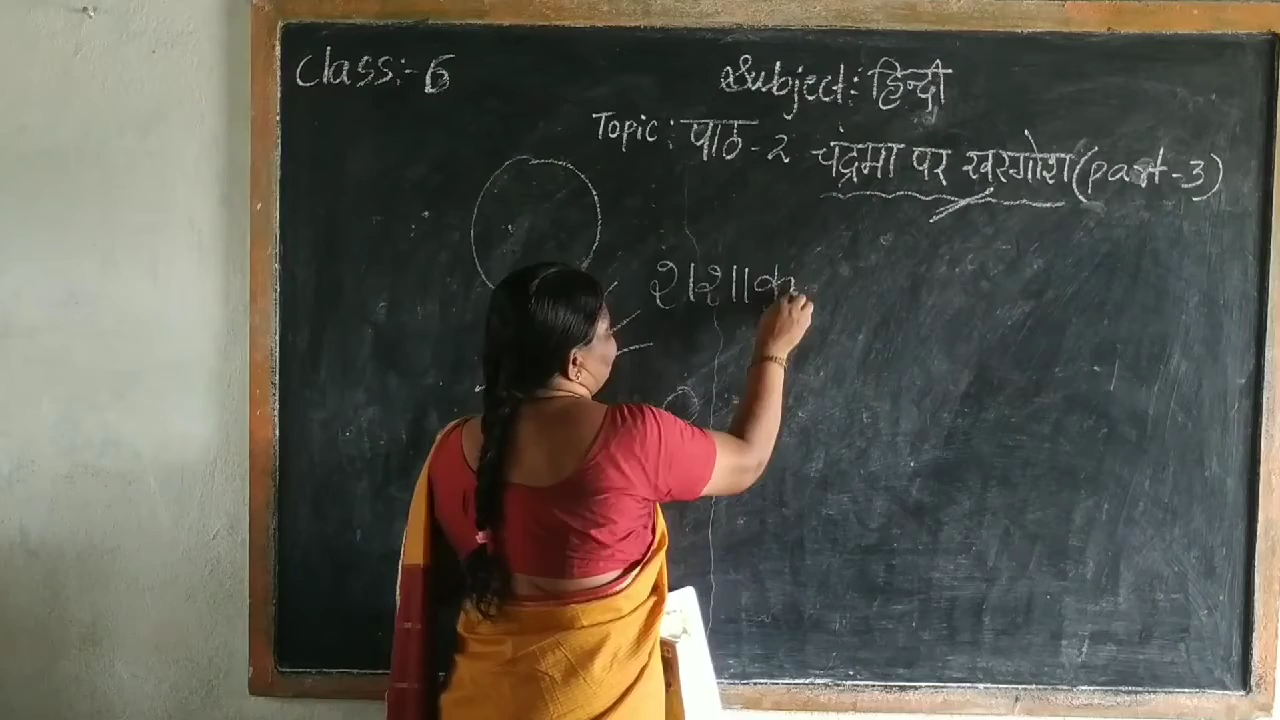 Class:-6
Subject: हिन्दी
Topic: पाठ-2 चंद्रमा पर खरगोश (part-3)
शशाक